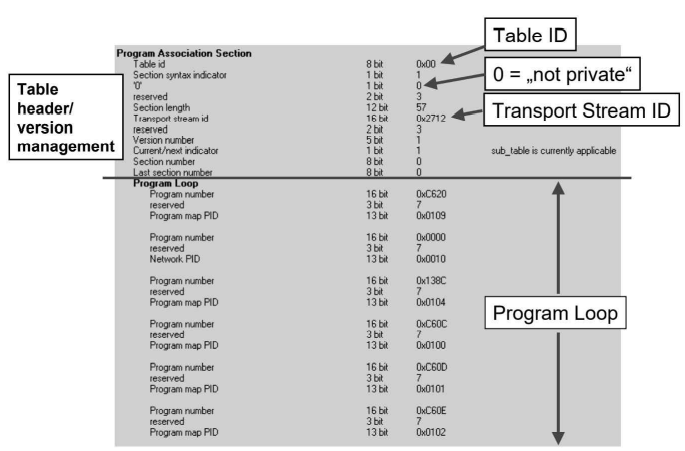 Table ID
Program Association Section
Table id 8 bit 0x00
Section syntax indicator 1 bit 1
'0' 1 bit 0
0 = „not private“
reserved 2 bit 3
Section length 12 bit 57
Transport stream id 16 bit 0x2712
Transport Stream ID
reserved 2 bit 3
Version number 5 bit 1
Current/next indicator 1 bit 1 sub_table is currently applicable
Section number 8 bit 0
Last section number 8 bit 0
Table
header/
version
management
Program Loop
Program number 16 bit 0xC620
reserved 3 bit 7
Program map PID 13 bit 0x0109
Program number 16 bit 0x0000
reserved 3 bit 7
Network PID 13 bit 0x0010
Program number 16 bit 0x138C
reserved 3 bit 7
Program map PID 13 bit 0x0104
Program Loop
Program number 16 bit 0xC60C
reserved 3 bit 7
Program map PID 13 bit 0x0100
Program number 16 bit 0xC60D
reserved 3 bit 7
Program map PID 13 bit 0x0101
Program number 16 bit 0xC60E
reserved 3 bit 7
Program map PID 13 bit 0x0102